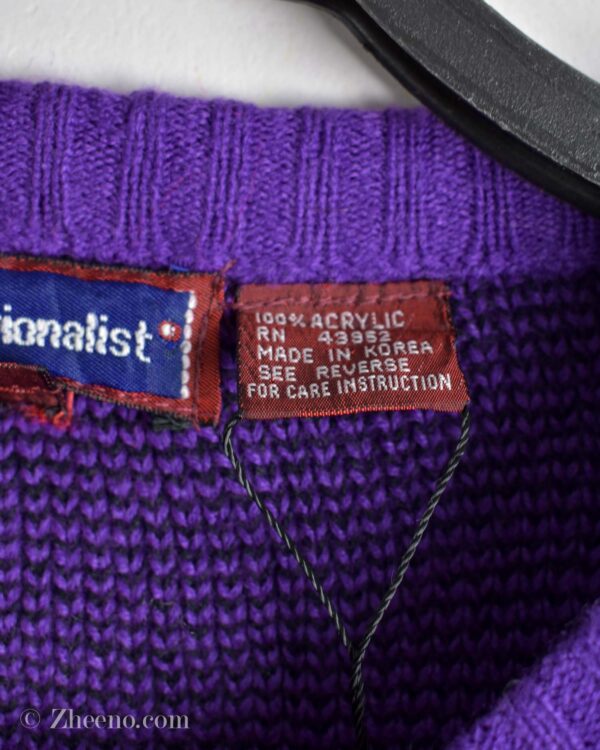 ionalist
100% ACRYLIC
RN 43952
MADE IN KOREA
SEE REVERSE
FOR CARE INSTRUCTION
© Zheeno.com